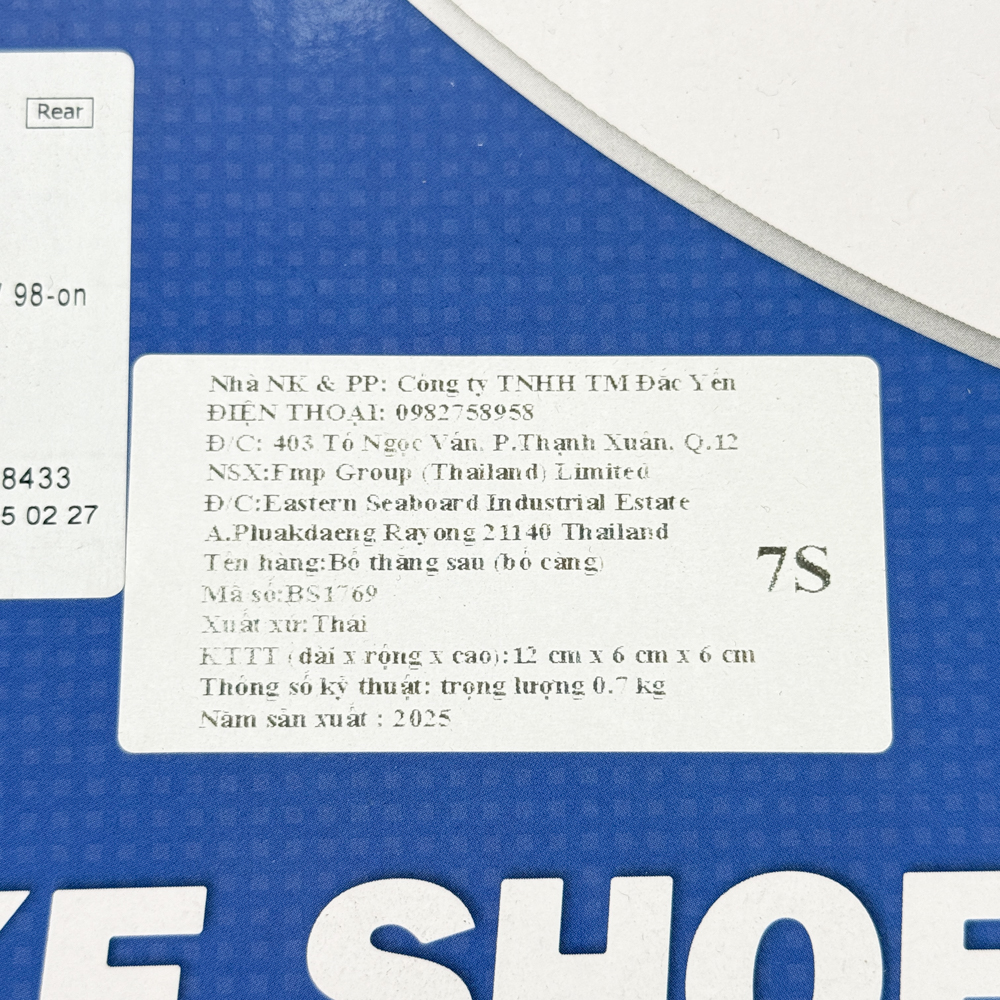 Rear
98-on
8433
5 02 27
Nhà NK & PP: Công ty TNHH TM Đắc Yến
ĐIỆN THOẠI: 0982758958
Đ/C: 403 Tô Ngọc Vân, P.Thạnh Xuân, Q.12
NSX:Fmp Group (Thailand) Limited
Đ/C:Eastern Seaboard Industrial Estate
A.Pluakdaeng Rayong 21140 Thailand
Tên hàng:Bố thắng sau (bố càng)
7S
Mã số:BS1769
Xuất xứ:Thái
KTTT (dài x rộng x cao):12 cm x 6 cm x 6 cm
Thông số kỹ thuật: trọng lượng 0.7 kg
Năm sản xuất : 2025
KE SHOE